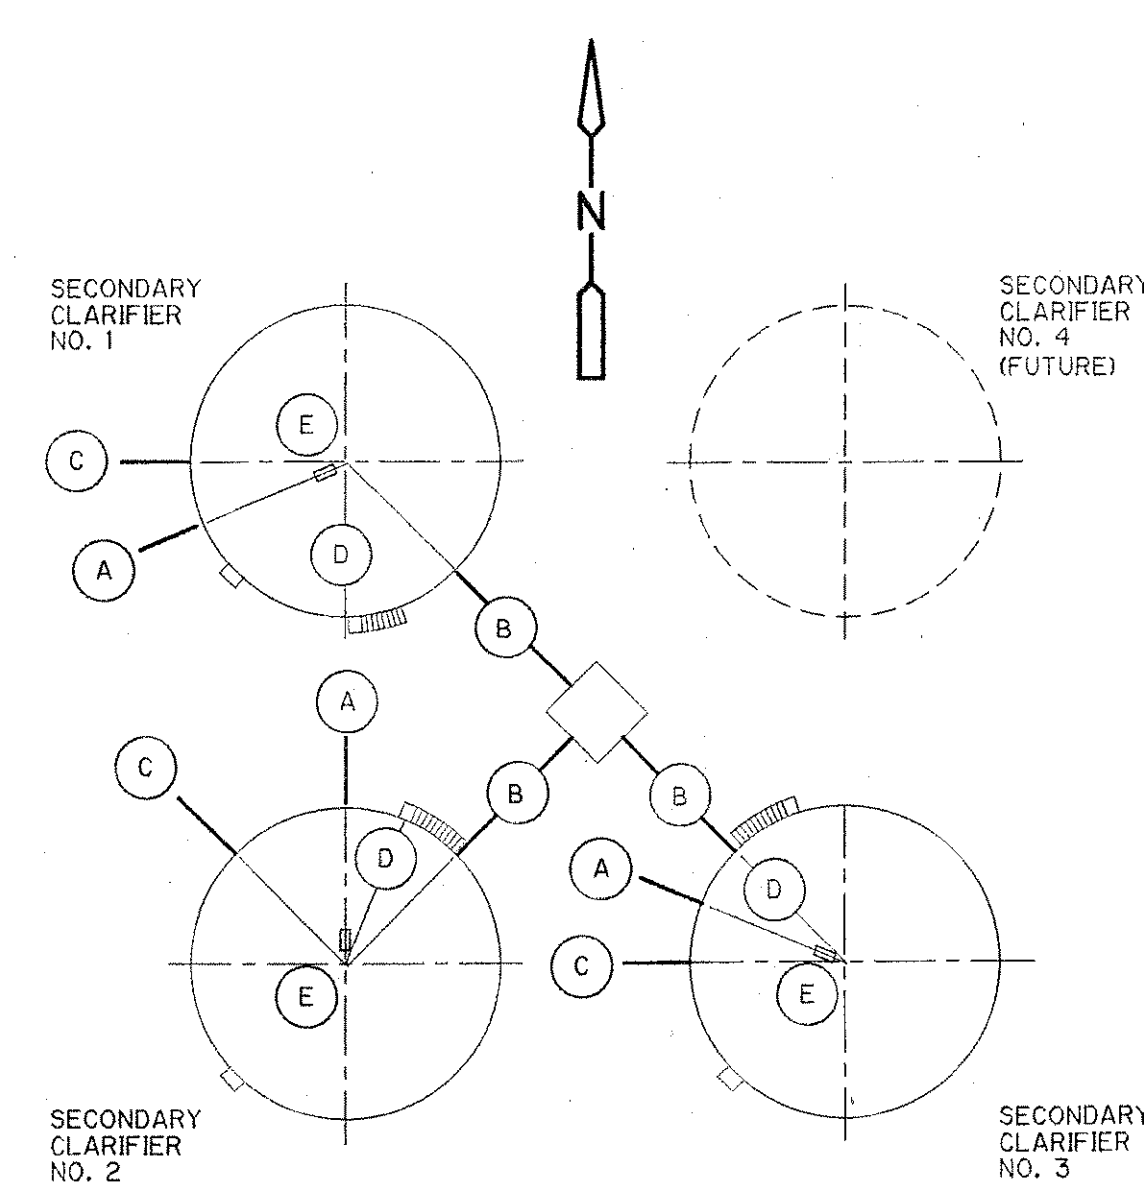 N
SECONDARY
CLARIFIER
NO. 1
SECONDARY
CLARIFIER
NO. 4
(FUTURE)
E
C
D
A
B
A
C
B
B
D
A
D
C
E
E
SECONDARY
CLARIFIER
NO. 2
SECONDARY
CLARIFIER
NO. 3